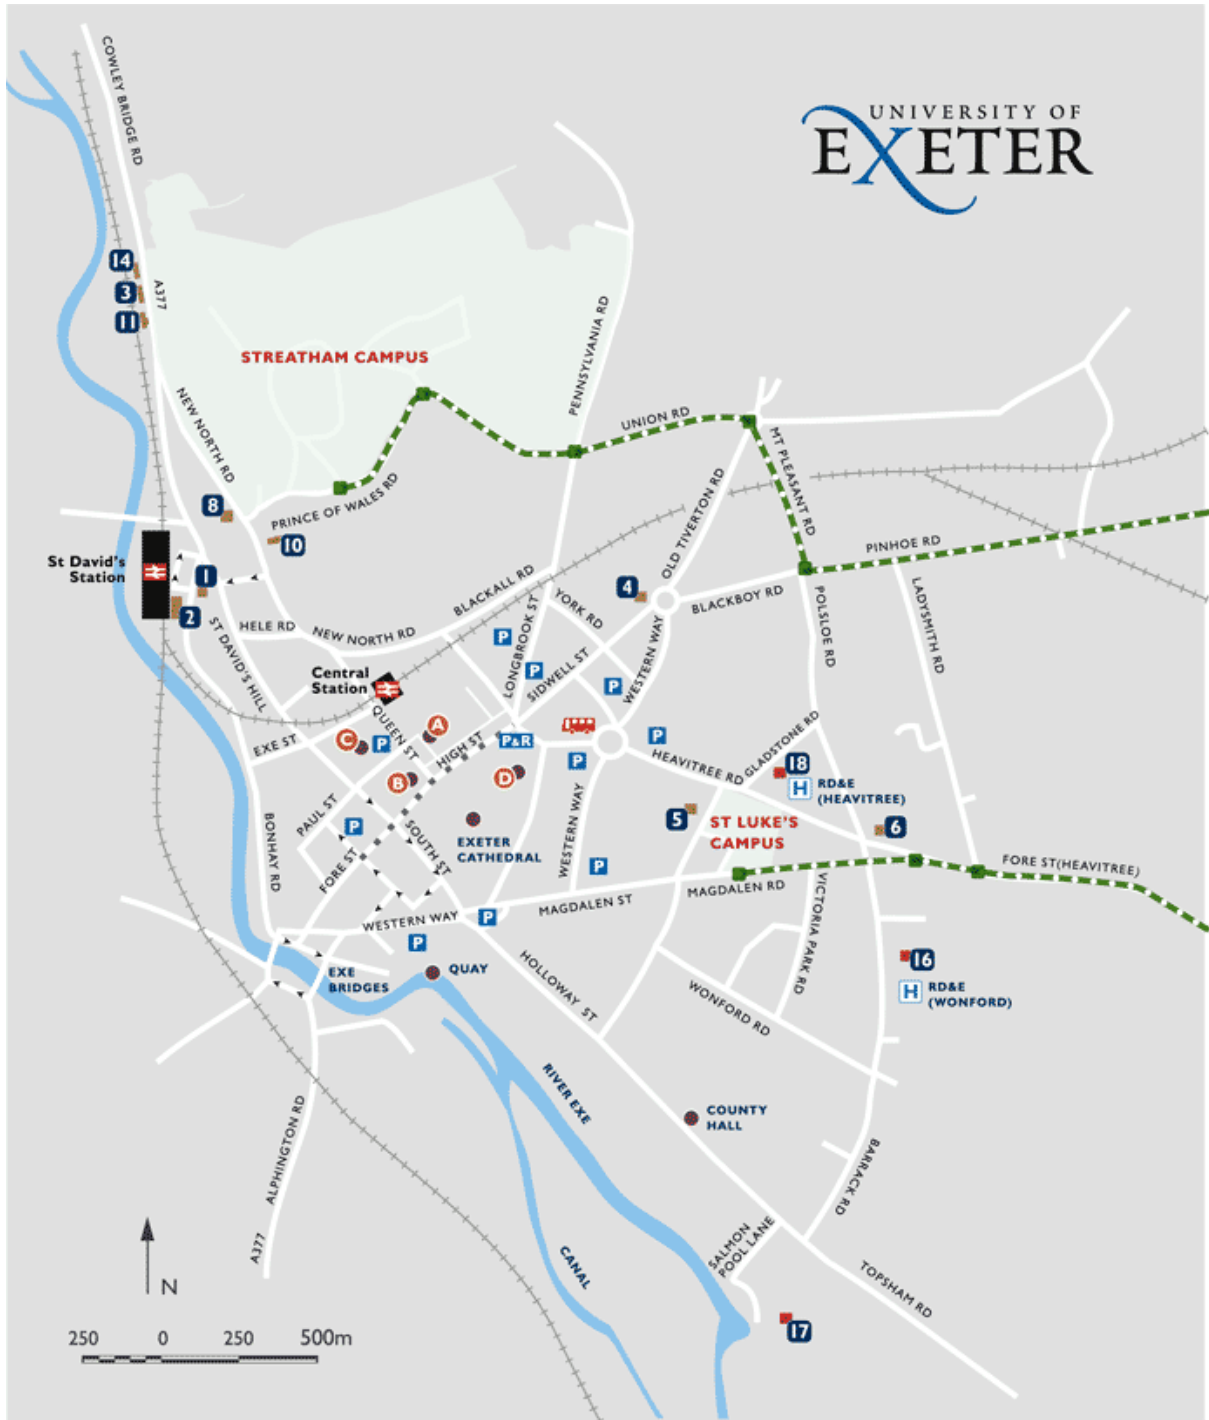 COWLEY BRIDGE RD
UNIVERSITY OF
EXETER
14
3
A377
11
STREATHAM CAMPUS
PENNSYLVANIA RD
NEW NORTH RD
UNION RD
MT PLEASANT RD
8
PRINCE OF WALES RD
OLD TIVERTON RD
10
PINHOE RD
St David's
Station
1
2
BLACKALL RD
4
YORK RD
BLACKBOY RD
LADYSMITH RD
POLSLOE RD
HELE RD
NEW NORTH RD
ST DAVID'S HILL
LONGBROOK ST
SIDWELL ST
WESTERN WAY
P
P
P
Central
Station
QUEEN ST
A
C
P
EXE ST
HIGH ST
P&R
P
P
HEAVITREE RD
GLADSTONE RD
B
D
18
H
RD&E
(HEAVITREE)
PAUL ST
P
SOUTH ST
EXETER
CATHEDRAL
WESTERN WAY
5
ST LUKE'S
CAMPUS
6
BONHAY RD
FORE ST
P
MAGDALEN RD
FORE ST(HEAVITREE)
VICTORIA PARK RD
WESTERN WAY
P
MAGDALEN ST
P
EXE
BRIDGES
QUAY
HOLLOWAY ST
WONFORD RD
16
H
RD&E
(WONFORD)
RIVER EXE
COUNTY
HALL
ALPHINGTON RD
BARRACK RD
A377
CANAL
SALMON
POOL LANE
TOPSHAM RD
17
N
250 0 250 500m